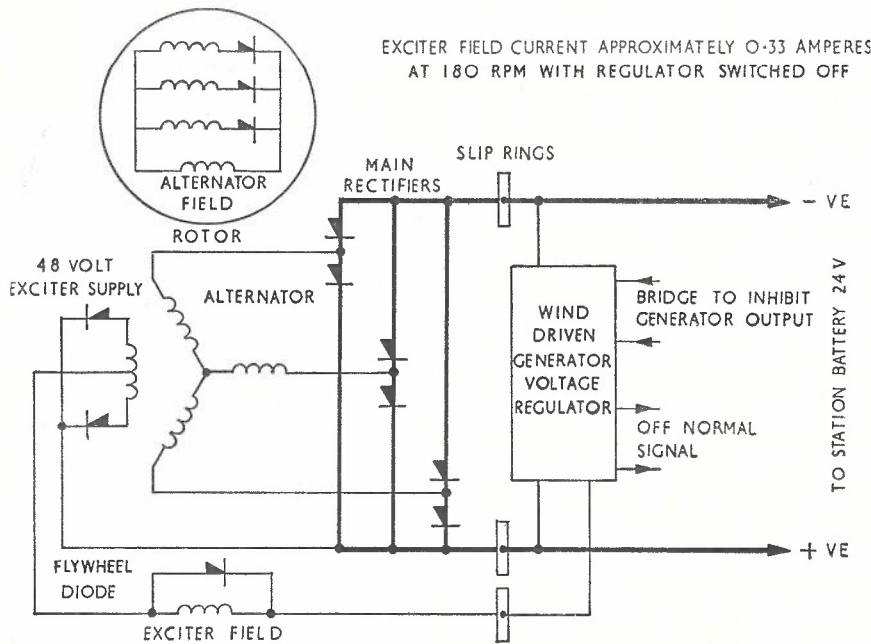 EXCITER FIELD CURRENT APPROXIMATELY 0·33 AMPERES
AT 180 RPM WITH REGULATOR SWITCHED OFF
ALTERNATOR
FIELD
ROTOR
MAIN
RECTIFIERS
SLIP RINGS
- VE
48 VOLT
EXCITER SUPPLY
ALTERNATOR
WIND
DRIVEN
GENERATOR
VOLTAGE
REGULATOR
BRIDGE TO INHIBIT
GENERATOR OUTPUT
OFF NORMAL
SIGNAL
TO STATION BATTERY 24V
+ VE
FLYWHEEL
DIODE
EXCITER FIELD